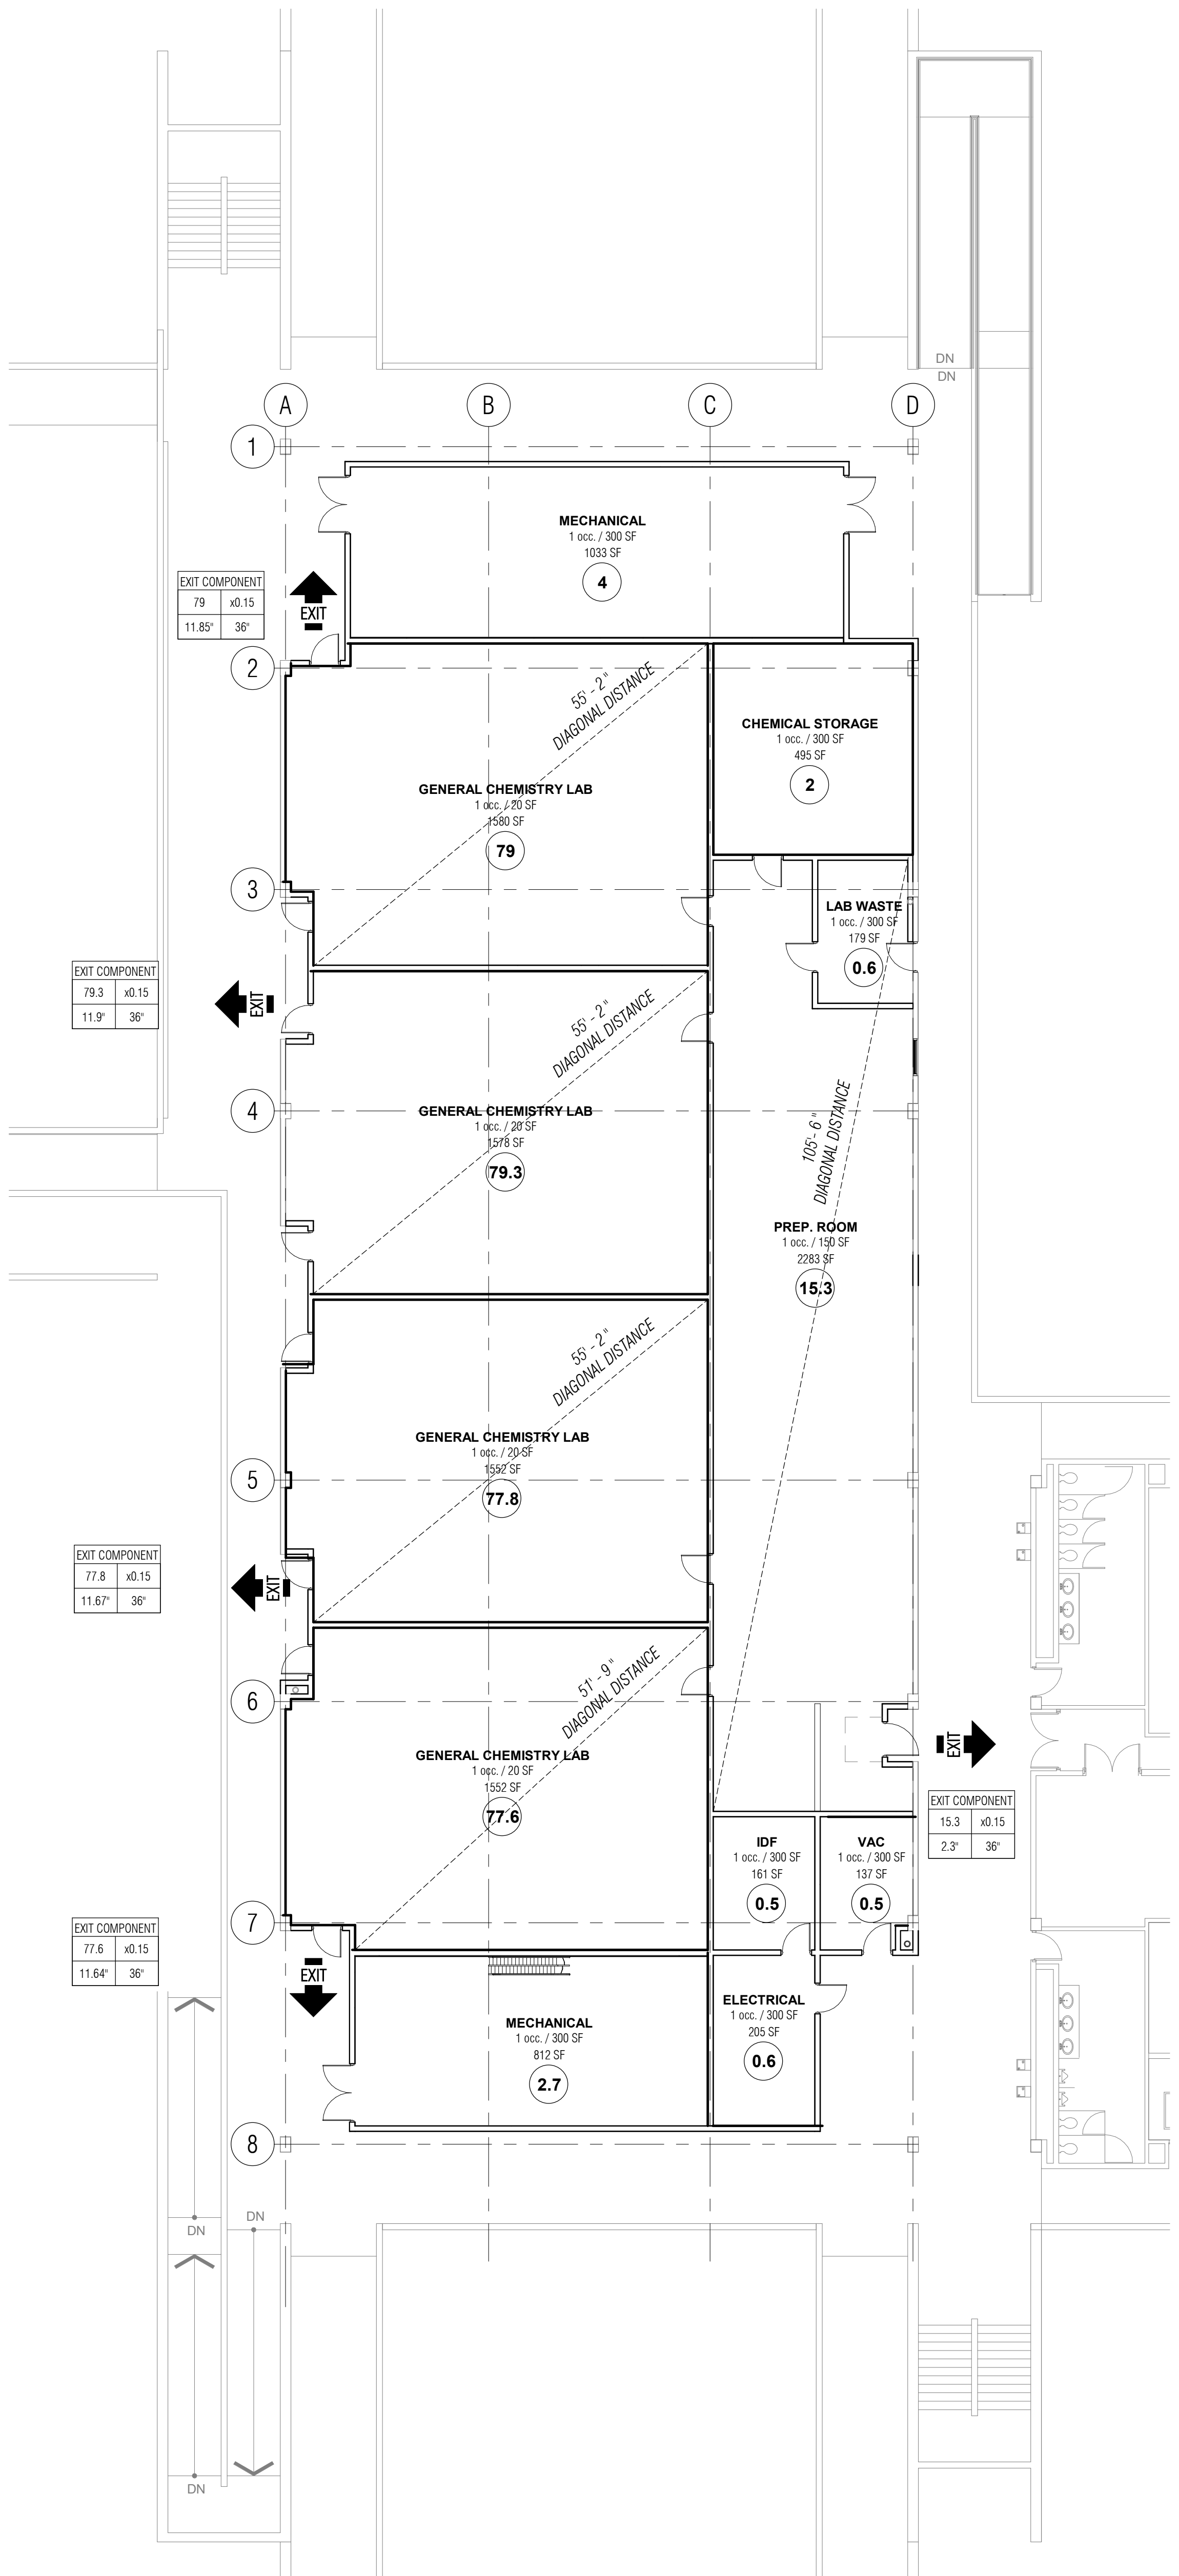 DN
DN
A
B
C
D
1
MECHANICAL
1 occ. / 300 SF
1033 SF
4
EXIT COMPONENT
79 x0.15
11.85" 36"
EXIT
2
55' - 2"
DIAGONAL DISTANCE
CHEMICAL STORAGE
1 occ. / 300 SF
495 SF
2
GENERAL CHEMISTRY LAB
1 occ. / 20 SF
1580 SF
79
3
LAB WASTE
1 occ. / 300 SF
179 SF
0.6
EXIT COMPONENT
79.3 x0.15
11.9" 36"
EXIT
55' - 2"
DIAGONAL DISTANCE
4
GENERAL CHEMISTRY LAB
1 occ. / 20 SF
1578 SF
79.3
105' - 6"
DIAGONAL DISTANCE
PREP. ROOM
1 occ. / 150 SF
2283 SF
15.3
55' - 2"
DIAGONAL DISTANCE
GENERAL CHEMISTRY LAB
1 occ. / 20 SF
1552 SF
77.8
5
EXIT COMPONENT
77.8 x0.15
11.67" 36"
EXIT
51' - 9"
DIAGONAL DISTANCE
6
GENERAL CHEMISTRY LAB
1 occ. / 20 SF
1552 SF
77.6
EXIT
EXIT COMPONENT
15.3 x0.15
2.3" 36"
IDF
1 occ. / 300 SF
161 SF
0.5
VAC
1 occ. / 300 SF
137 SF
0.5
7
EXIT COMPONENT
77.6 x0.15
11.64" 36"
EXIT
MECHANICAL
1 occ. / 300 SF
812 SF
2.7
ELECTRICAL
1 occ. / 300 SF
205 SF
0.6
8
DN
DN
DN